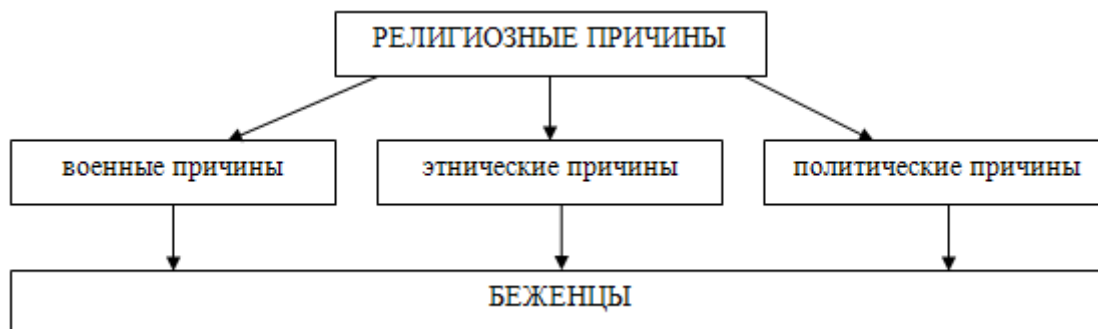 РЕЛИГИОЗНЫЕ ПРИЧИНЫ
военные причины
этнические причины
политические причины
БЕЖЕНЦЫ